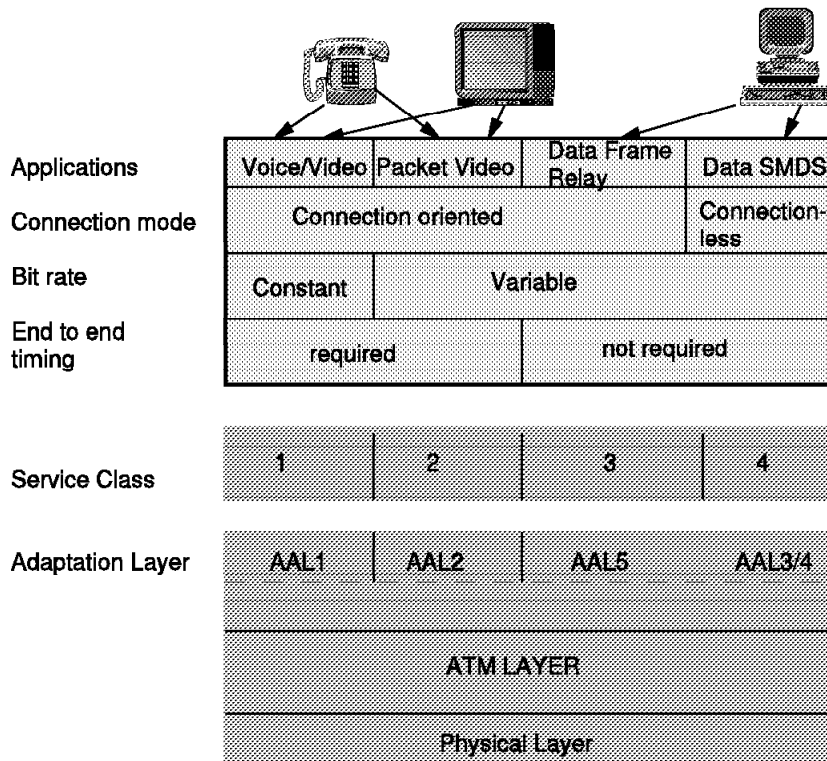 Applications Voice/Video Packet Video Data Frame Relay Data SMDS
Connection mode Connection oriented Connection-less
Bit rate Constant Variable
End to end timing required not required
Service Class 1 2 3 4
Adaptation Layer AAL1 AAL2 AAL5 AAL3/4
ATM LAYER
Physical Layer